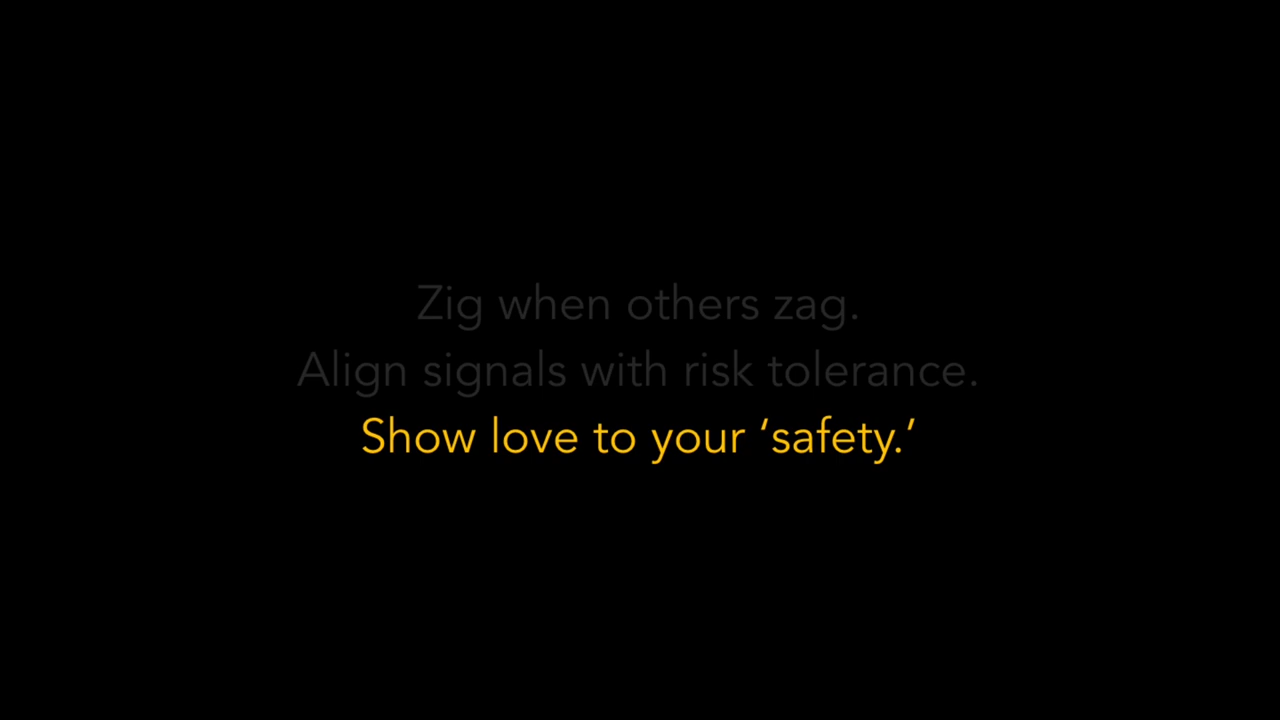 Zig when others zag.
Align signals with risk tolerance.
Show love to your ‘safety.’